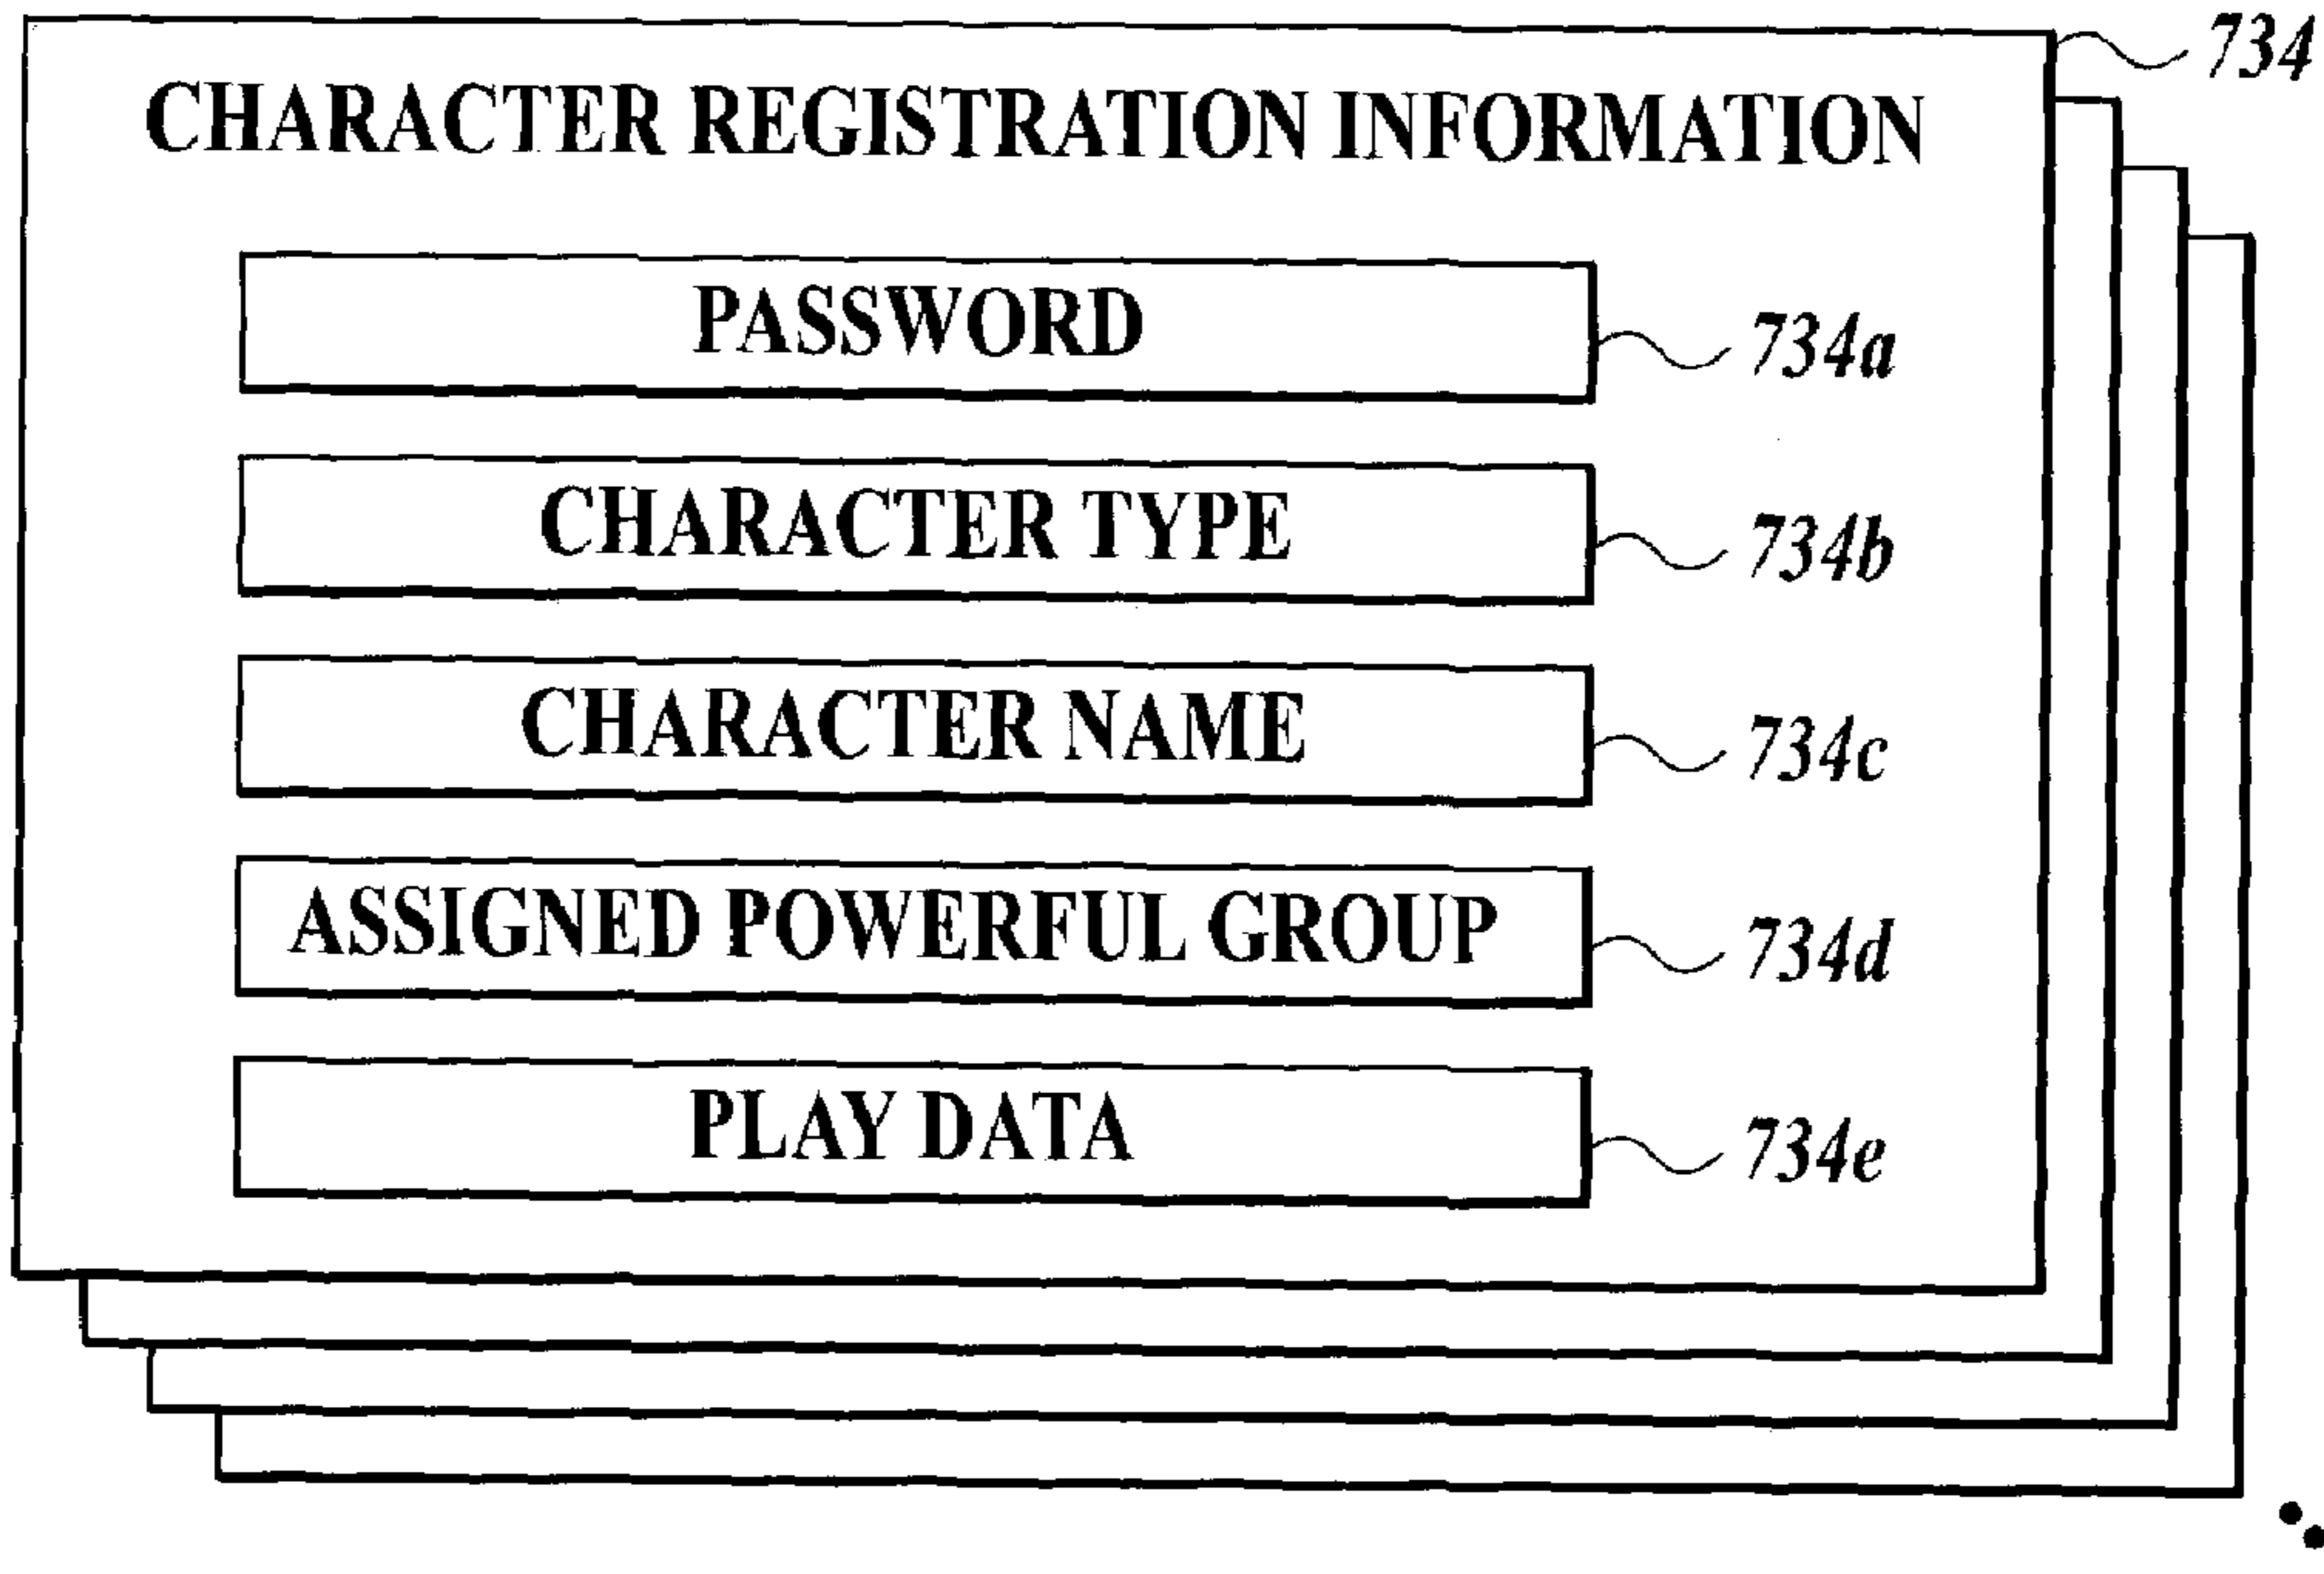 734
CHARACTER REGISTRATION INFORMATION
PASSWORD
734a
CHARACTER TYPE
734b
CHARACTER NAME
734c
ASSIGNED POWERFUL GROUP
734d
PLAY DATA
734e